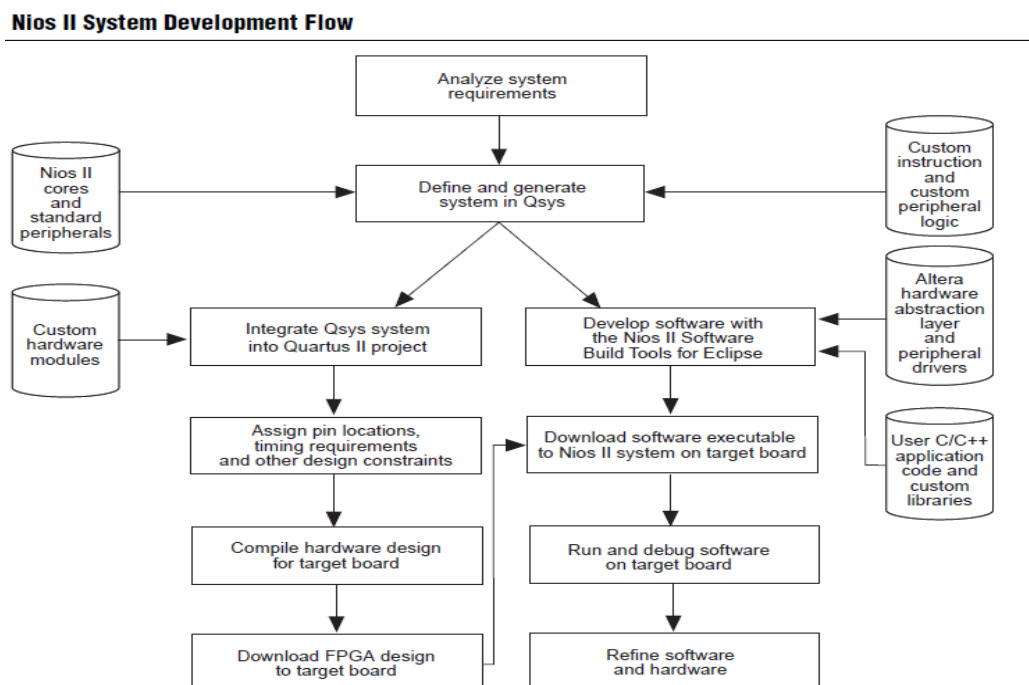 Nios II System Development Flow
Analyze system
requirements
Nios II
cores
and
standard
peripherals
Define and generate
system in Qsys
Custom
instruction
and
custom
peripheral
logic
Custom
hardware
modules
Integrate Qsys system
into Quartus II project
Develop software with
the Nios II Software
Build Tools for Eclipse
Altera
hardware
abstraction
layer
and
peripheral
drivers
Assign pin locations,
timing requirements
and other design constraints
Download software executable
to Nios II system on target board
User C/C++
application
code and
custom
libraries
Compile hardware design
for target board
Run and debug software
on target board
Download FPGA design
to target board
Refine software
and hardware